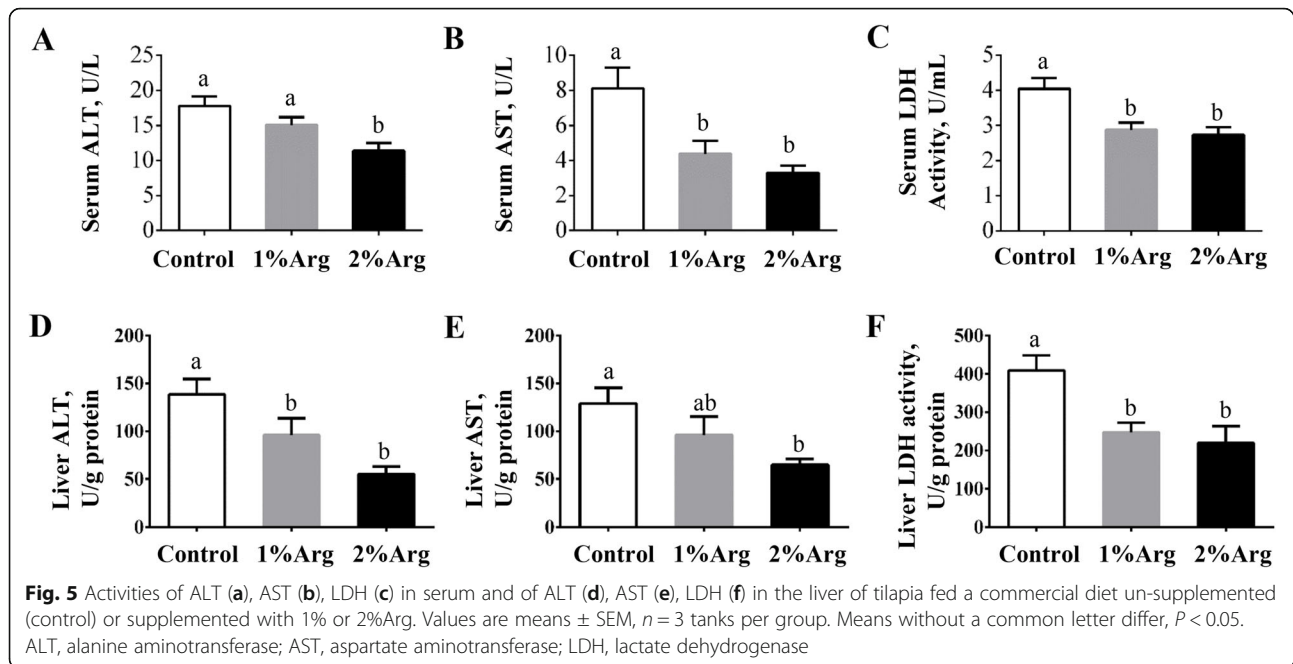 A
Serum ALT, U/L
25
20
15
10
5
0
a
a
b
Control 1%Arg 2%Arg
B
Serum AST, U/L
10
8
6
4
2
0
a
b
b
Control 1%Arg 2%Arg
C
Serum LDH
Activity, U/mL
5
4
3
2
1
0
a
b
b
Control 1%Arg 2%Arg
D
Liver ALT,
U/g protein
200
150
100
50
0
a
b
b
Control 1%Arg 2%Arg
E
Liver AST,
U/g protein
200
150
100
50
0
a
ab
b
Control 1%Arg 2%Arg
F
Liver LDH activity,
U/g protein
500
400
300
200
100
0
a
b
b
Control 1%Arg 2%Arg
Fig. 5 Activities of ALT (a), AST (b), LDH (c) in serum and of ALT (d), AST (e), LDH (f) in the liver of tilapia fed a commercial diet un-supplemented
(control) or supplemented with 1% or 2%Arg. Values are means ± SEM, n = 3 tanks per group. Means without a common letter differ, P < 0.05.
ALT, alanine aminotransferase; AST, aspartate aminotransferase; LDH, lactate dehydrogenase